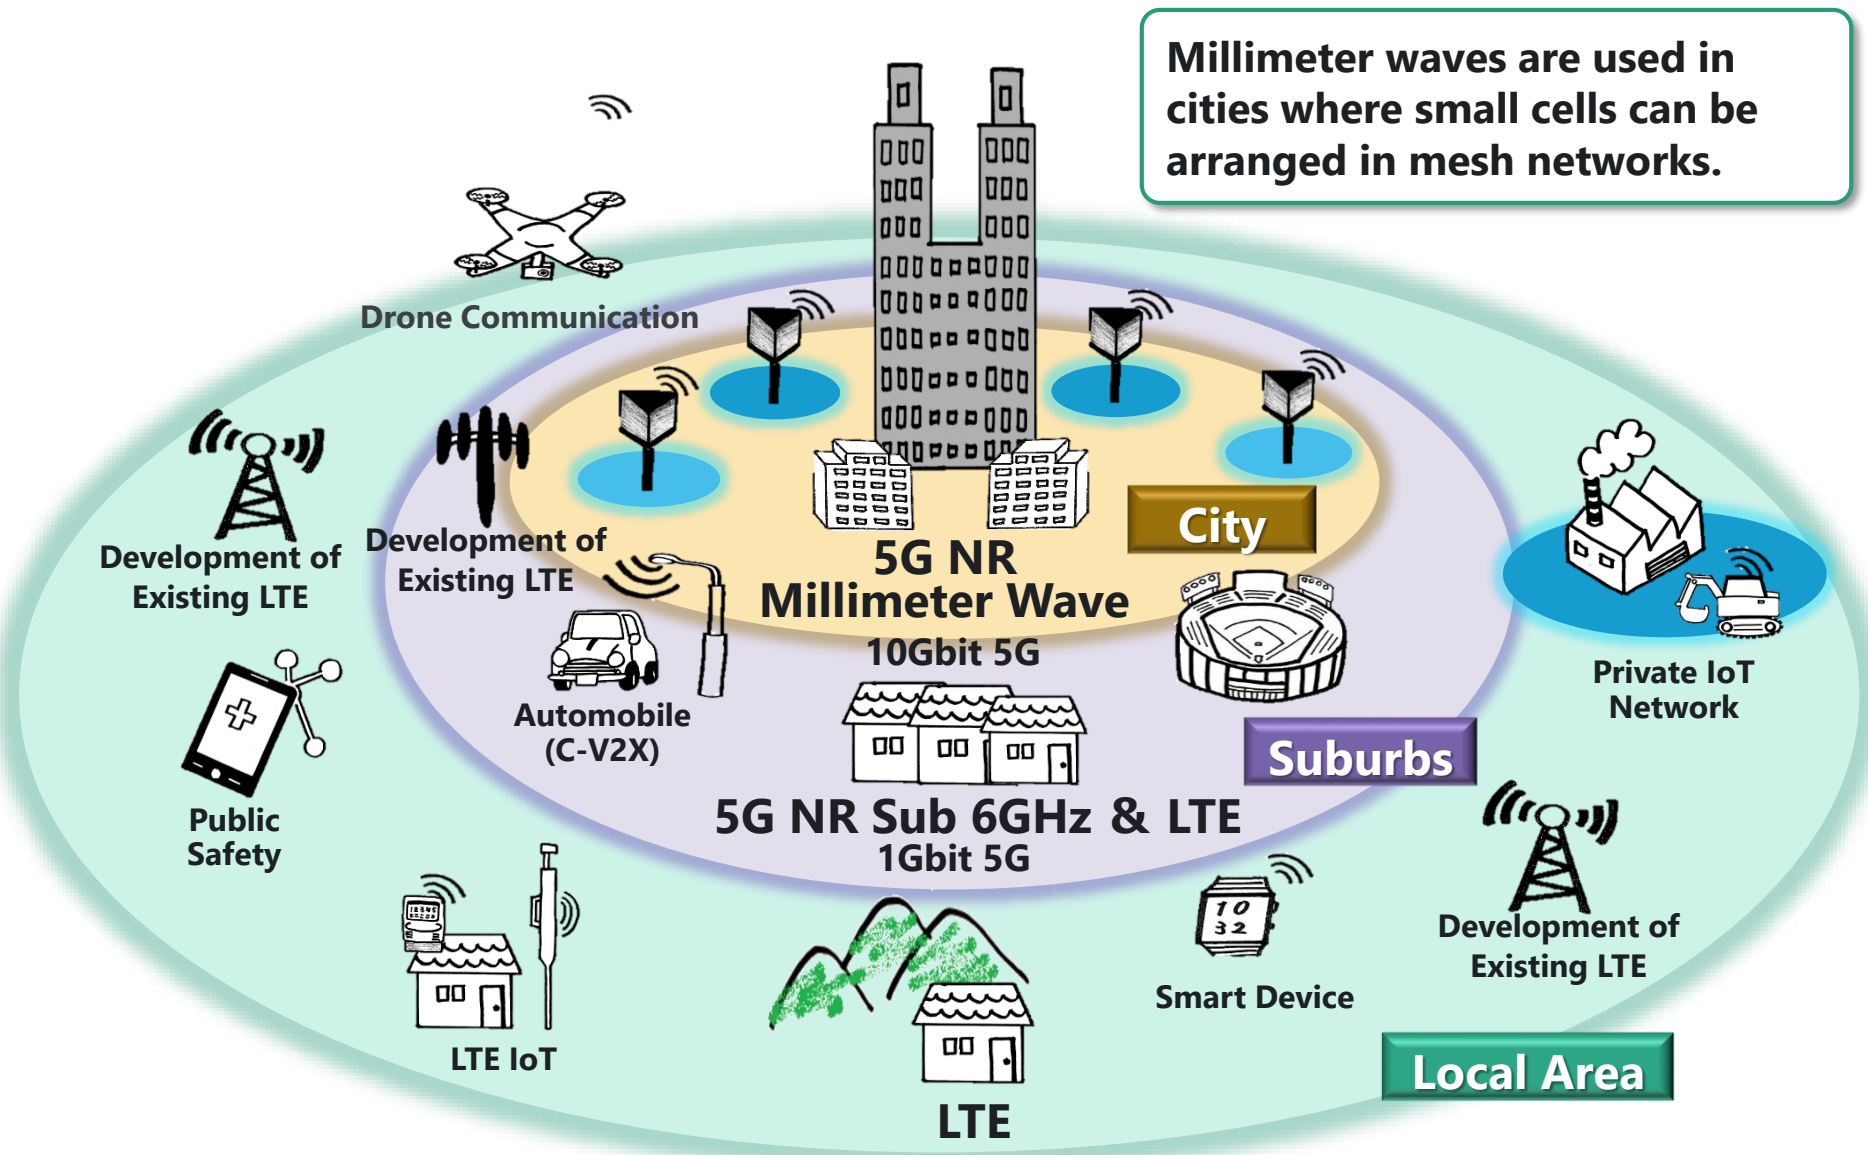 Millimeter waves are used in
cities where small cells can be
arranged in mesh networks.
Drone Communication
Development of
Existing LTE
Development of
Existing LTE
City
5G NR
Millimeter Wave
10Gbit 5G
Automobile
(C-V2X)
Private IoT
Network
Suburbs
5G NR Sub 6GHz & LTE
1Gbit 5G
Public
Safety
LTE IoT
10
32
Smart Device
Development of
Existing LTE
Local Area
LTE